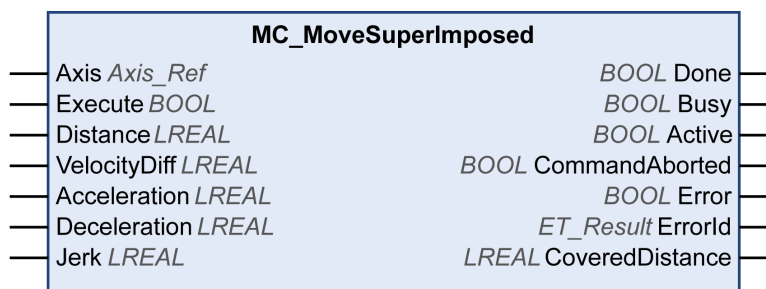 MC_MoveSuperImposed
Axis Axis_Ref BOOL Done
Execute BOOL BOOL Busy
Distance LREAL BOOL Active
VelocityDiff LREAL BOOL CommandAborted
Acceleration LREAL BOOL Error
Deceleration LREAL ET_Result ErrorId
Jerk LREAL LREAL CoveredDistance